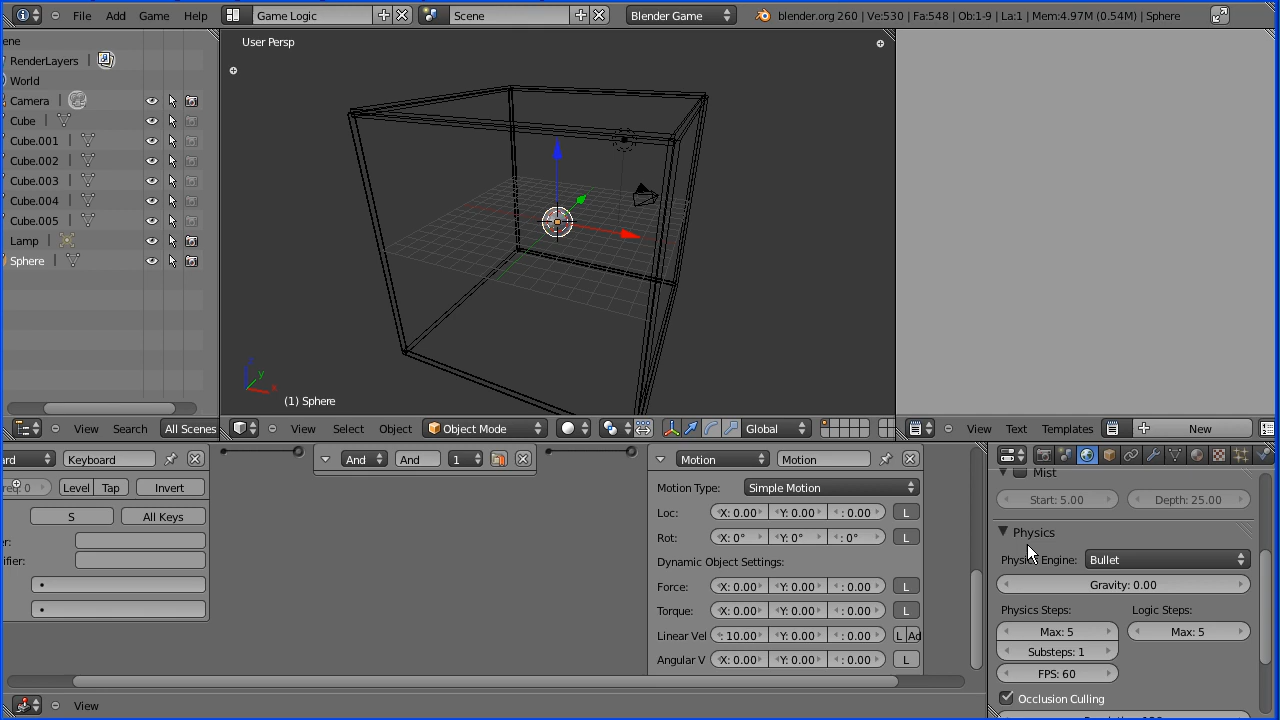 File Add Game Help Game Logic Scene Blender Game blender.org 260 | Ve:530 | Fa:548 | Ob:1-9 | La:1 | Mem:4.97M (0.54M) | Sphere
ene
RenderLayers |
World
Camera |
Cube |
Cube.001 |
Cube.002 |
Cube.003 |
Cube.004 |
Cube.005 |
Lamp |
Sphere |
User Persp
z
y
x
(1) Sphere
View Search All Scenes
View Select Object Object Mode Global
View Text Templates New
ard Keyboard
req: 0 Level Tap Invert
S All Keys
er:
ifier:
And And 1
Motion Motion
Motion Type: Simple Motion
Loc: X: 0.00 Y: 0.00 : 0.00 L
Rot: X: 0° Y: 0° : 0° L
Dynamic Object Settings:
Force: X: 0.00 Y: 0.00 : 0.00 L
Torque: X: 0.00 Y: 0.00 : 0.00 L
Linear Vel : 10.00 Y: 0.00 : 0.00 L Ad
Angular V X: 0.00 Y: 0.00 : 0.00 L
View
Mist
Start: 5.00 Depth: 25.00
Physics
Physics Engine: Bullet
Gravity: 0.00
Physics Steps: Logic Steps:
Max: 5 Max: 5
Substeps: 1
FPS: 60
Occlusion Culling